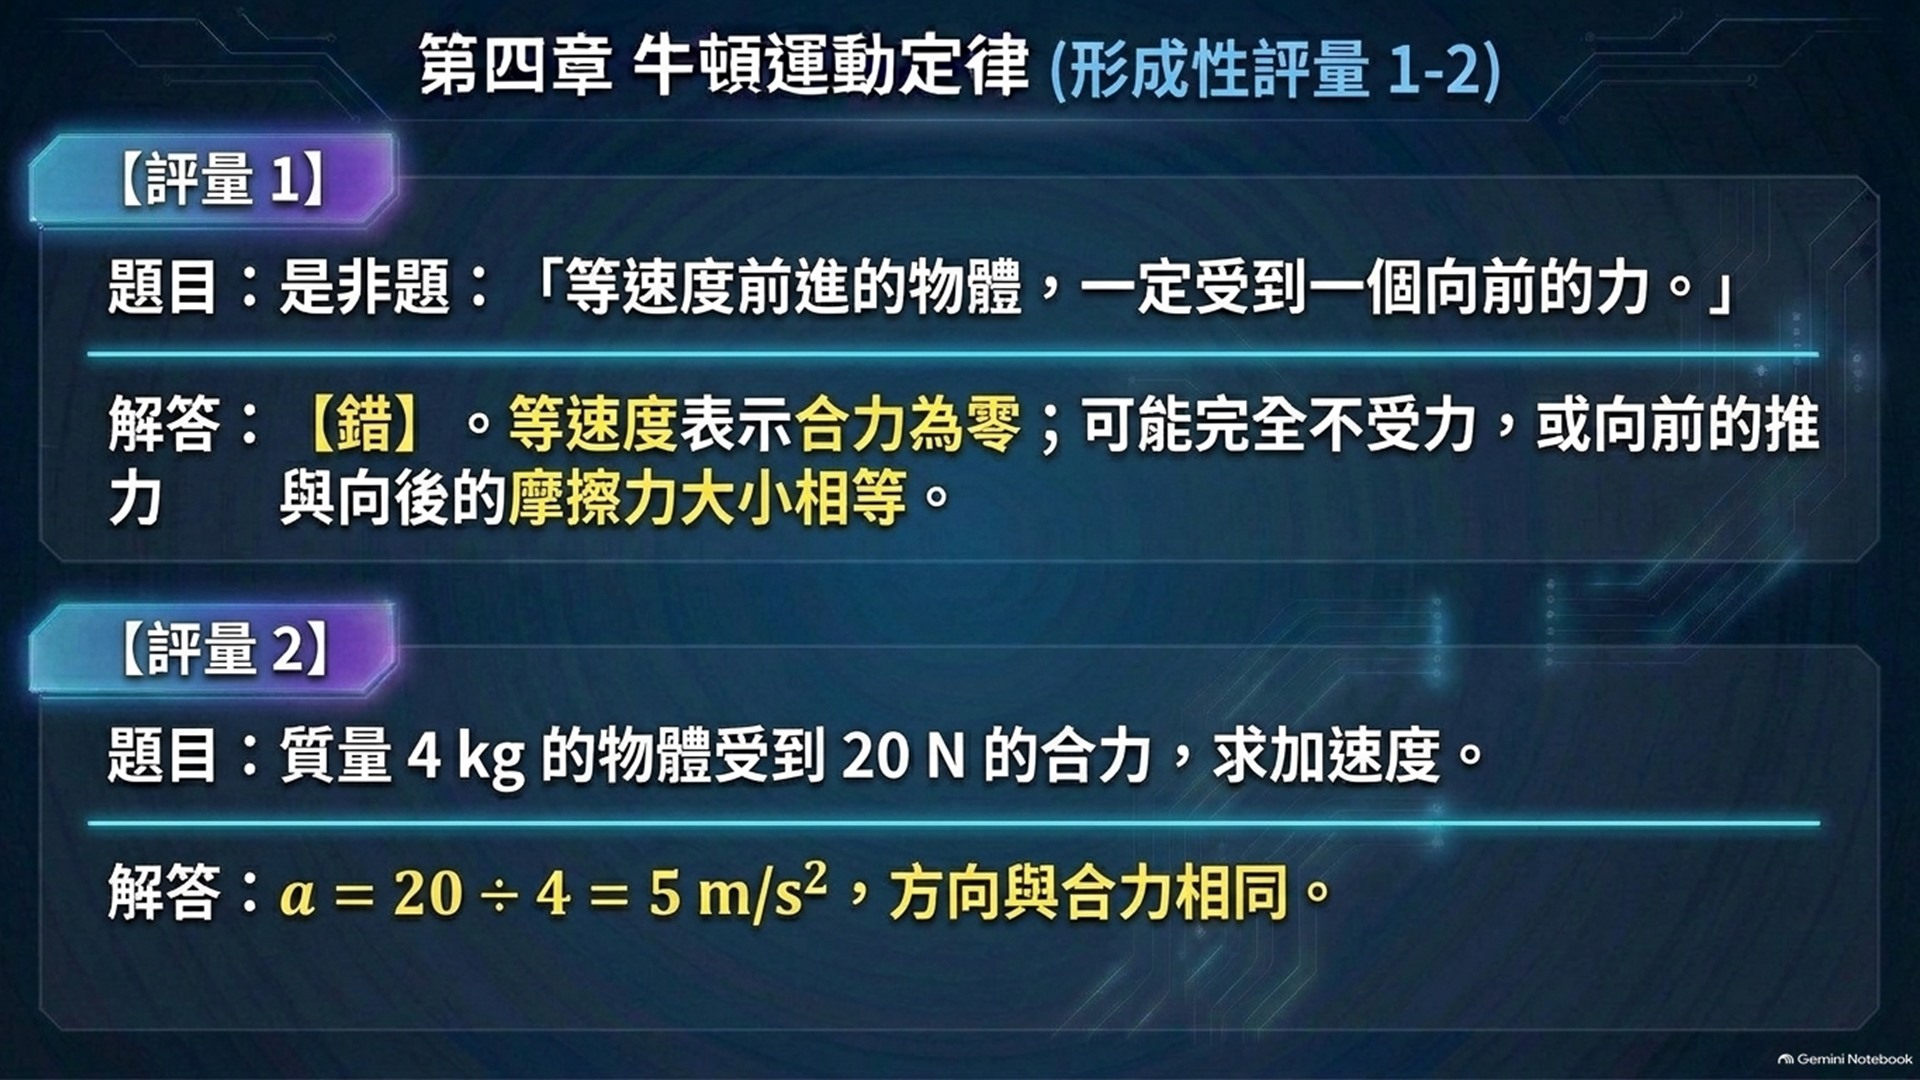 第四章 牛頓運動定律 (形成性評量 1-2)
【評量 1】
題目：是非題：「等速度前進的物體，一定受到一個向前的力。」
解答：【錯】。等速度表示合力為零；可能完全不受力，或向前的推
力　　與向後的摩擦力大小相等。
【評量 2】
題目：質量 4 kg 的物體受到 20 N 的合力，求加速度。
解答：a = 20 ÷ 4 = 5 m/s²，方向與合力相同。
Gemini Notebook